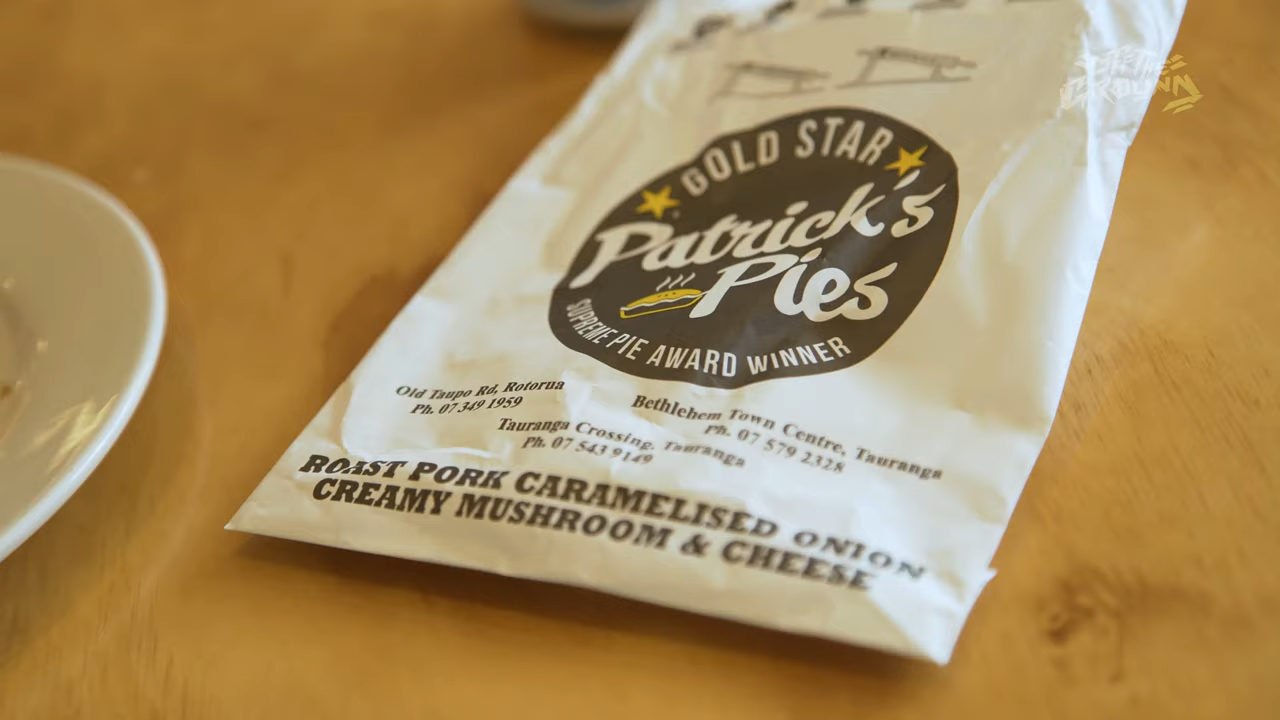 GOLD STAR
Patrick's
Pies
SUPREME PIE AWARD WINNER
Old Taupo Rd, Rotorua
Ph. 07 349 1959
Bethlehem Town Centre, Tauranga
Ph. 07 579 2328
Tauranga Crossing, Tauranga
Ph. 07 543 9149
ROAST PORK CARAMELISED ONION
CREAMY MUSHROOM & CHEESE